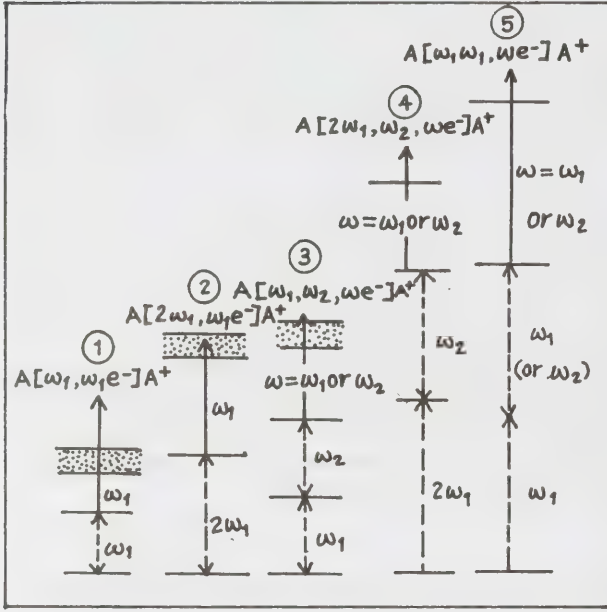 ①
A[ω₁, ω₁e⁻]A⁺
ω₁
ω₁
②
A[2ω₁, ω₁e⁻]A⁺
ω₁
2ω₁
③
A[ω₁, ω₂, ωe⁻]A⁺
ω = ω₁ or ω₂
ω₂
ω₁
④
A[2ω₁, ω₂, ωe⁻]A⁺
ω = ω₁ or ω₂
ω₂
2ω₁
⑤
A[ω₁ω₁, ωe⁻]A⁺
ω = ω₁
or ω₂
ω₁
(or ω₂)
ω₁